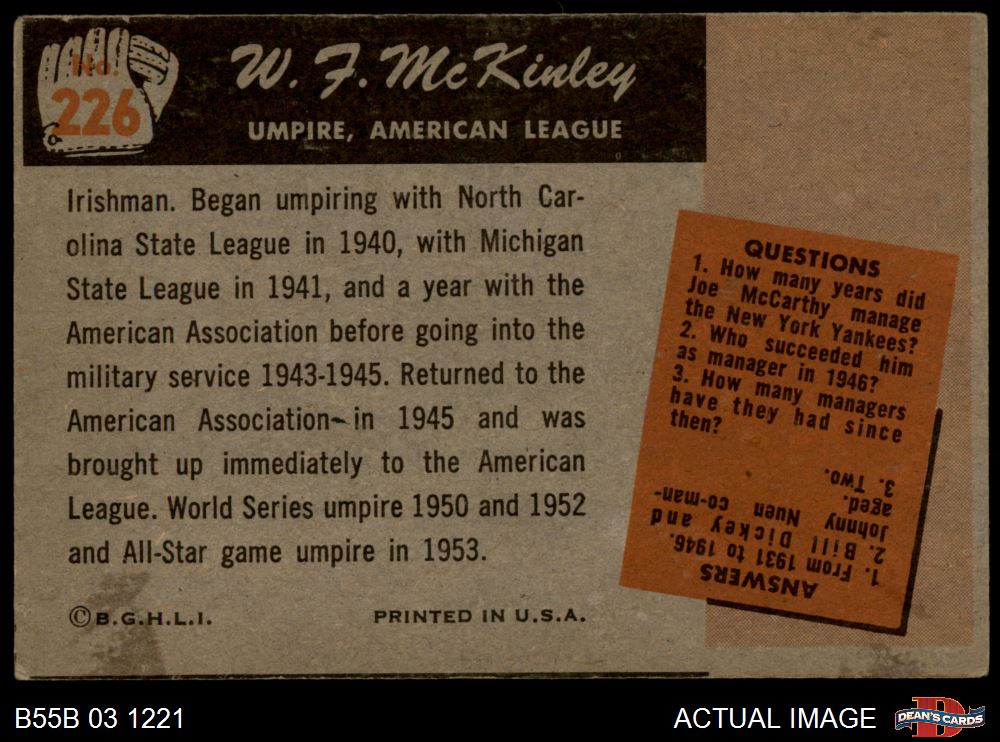 No.
226
W. F. McKinley
UMPIRE, AMERICAN LEAGUE
Irishman. Began umpiring with North Car-
olina State League in 1940, with Michigan
State League in 1941, and a year with the
American Association before going into the
military service 1943-1945. Returned to the
American Association in 1945 and was
brought up immediately to the American
League. World Series umpire 1950 and 1952
and All-Star game umpire in 1953.
© B.G.H.L.I. PRINTED IN U.S.A.
QUESTIONS
1. How many years did
Joe McCarthy manage
the New York Yankees?
2. Who succeeded him
as manager in 1946?
3. How many managers
have they had since
then?
ANSWERS
1. From 1931 to 1946.
2. Bill Dickey and
Johnny Nuen co-man-
aged.
3. Two.
B55B 03 1221
ACTUAL IMAGE
D
DEAN'S CARDS